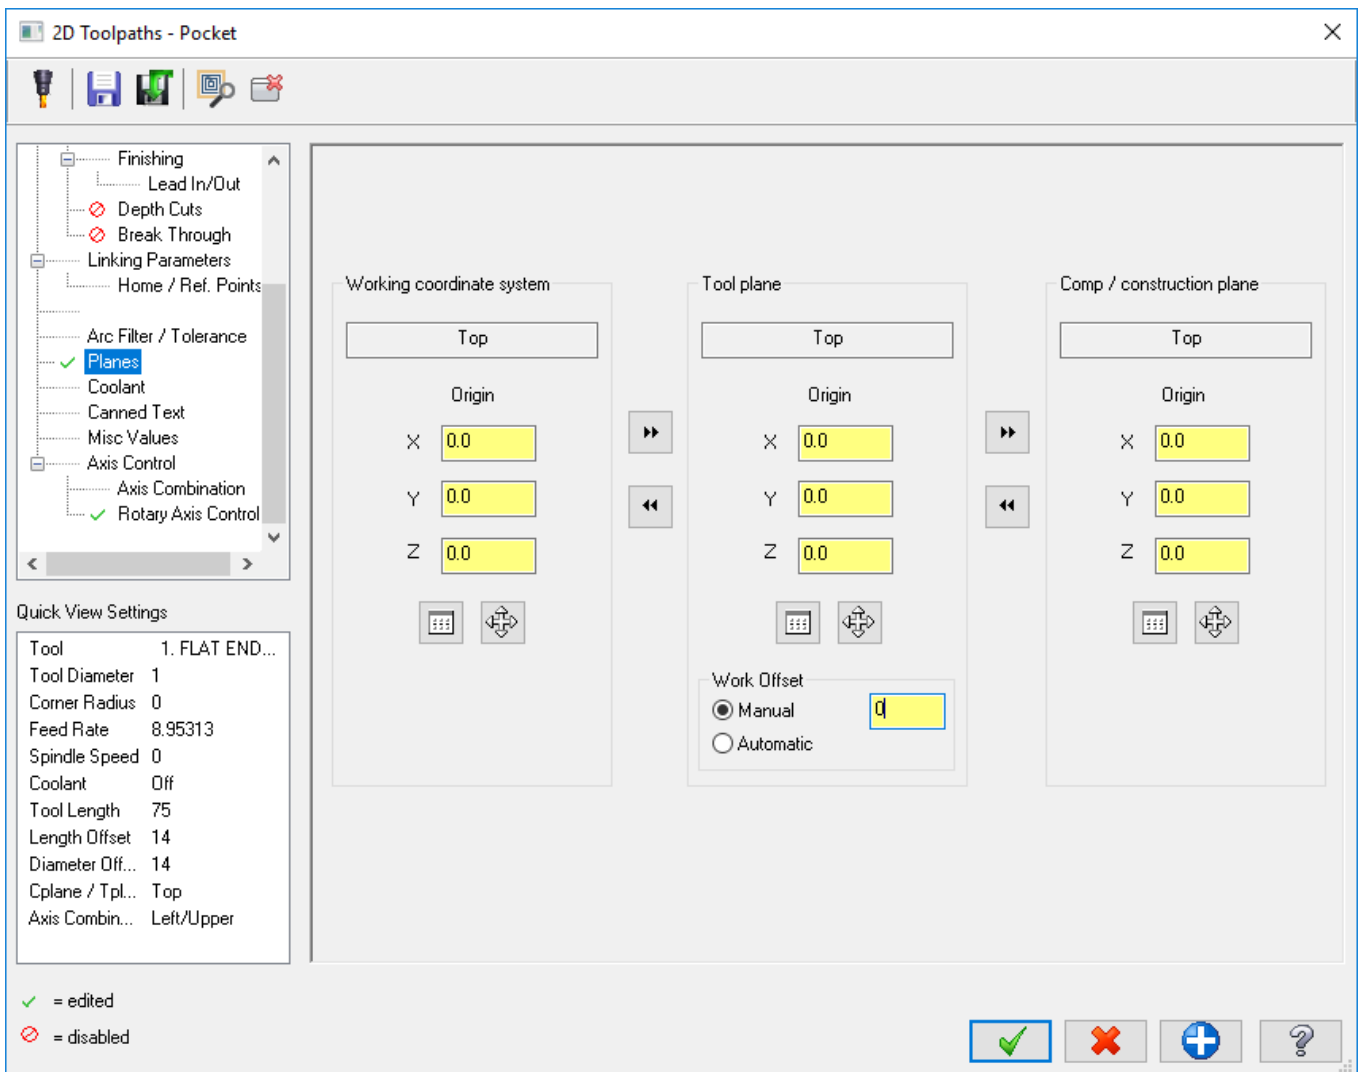 2D Toolpaths - Pocket
Finishing
Lead In/Out
Depth Cuts
Break Through
Linking Parameters
Home / Ref. Points
Arc Filter / Tolerance
Planes
Coolant
Canned Text
Misc Values
Axis Control
Axis Combination
Rotary Axis Control
Quick View Settings
Tool 1. FLAT END...
Tool Diameter 1
Corner Radius 0
Feed Rate 8.95313
Spindle Speed 0
Coolant Off
Tool Length 75
Length Offset 14
Diameter Off... 14
Cplane / Tpl... Top
Axis Combin... Left/Upper
= edited
= disabled
Working coordinate system
Top
Origin
X 0.0
Y 0.0
Z 0.0
Tool plane
Top
Origin
X 0.0
Y 0.0
Z 0.0
Work Offset
Manual 0
Automatic
Comp / construction plane
Top
Origin
X 0.0
Y 0.0
Z 0.0